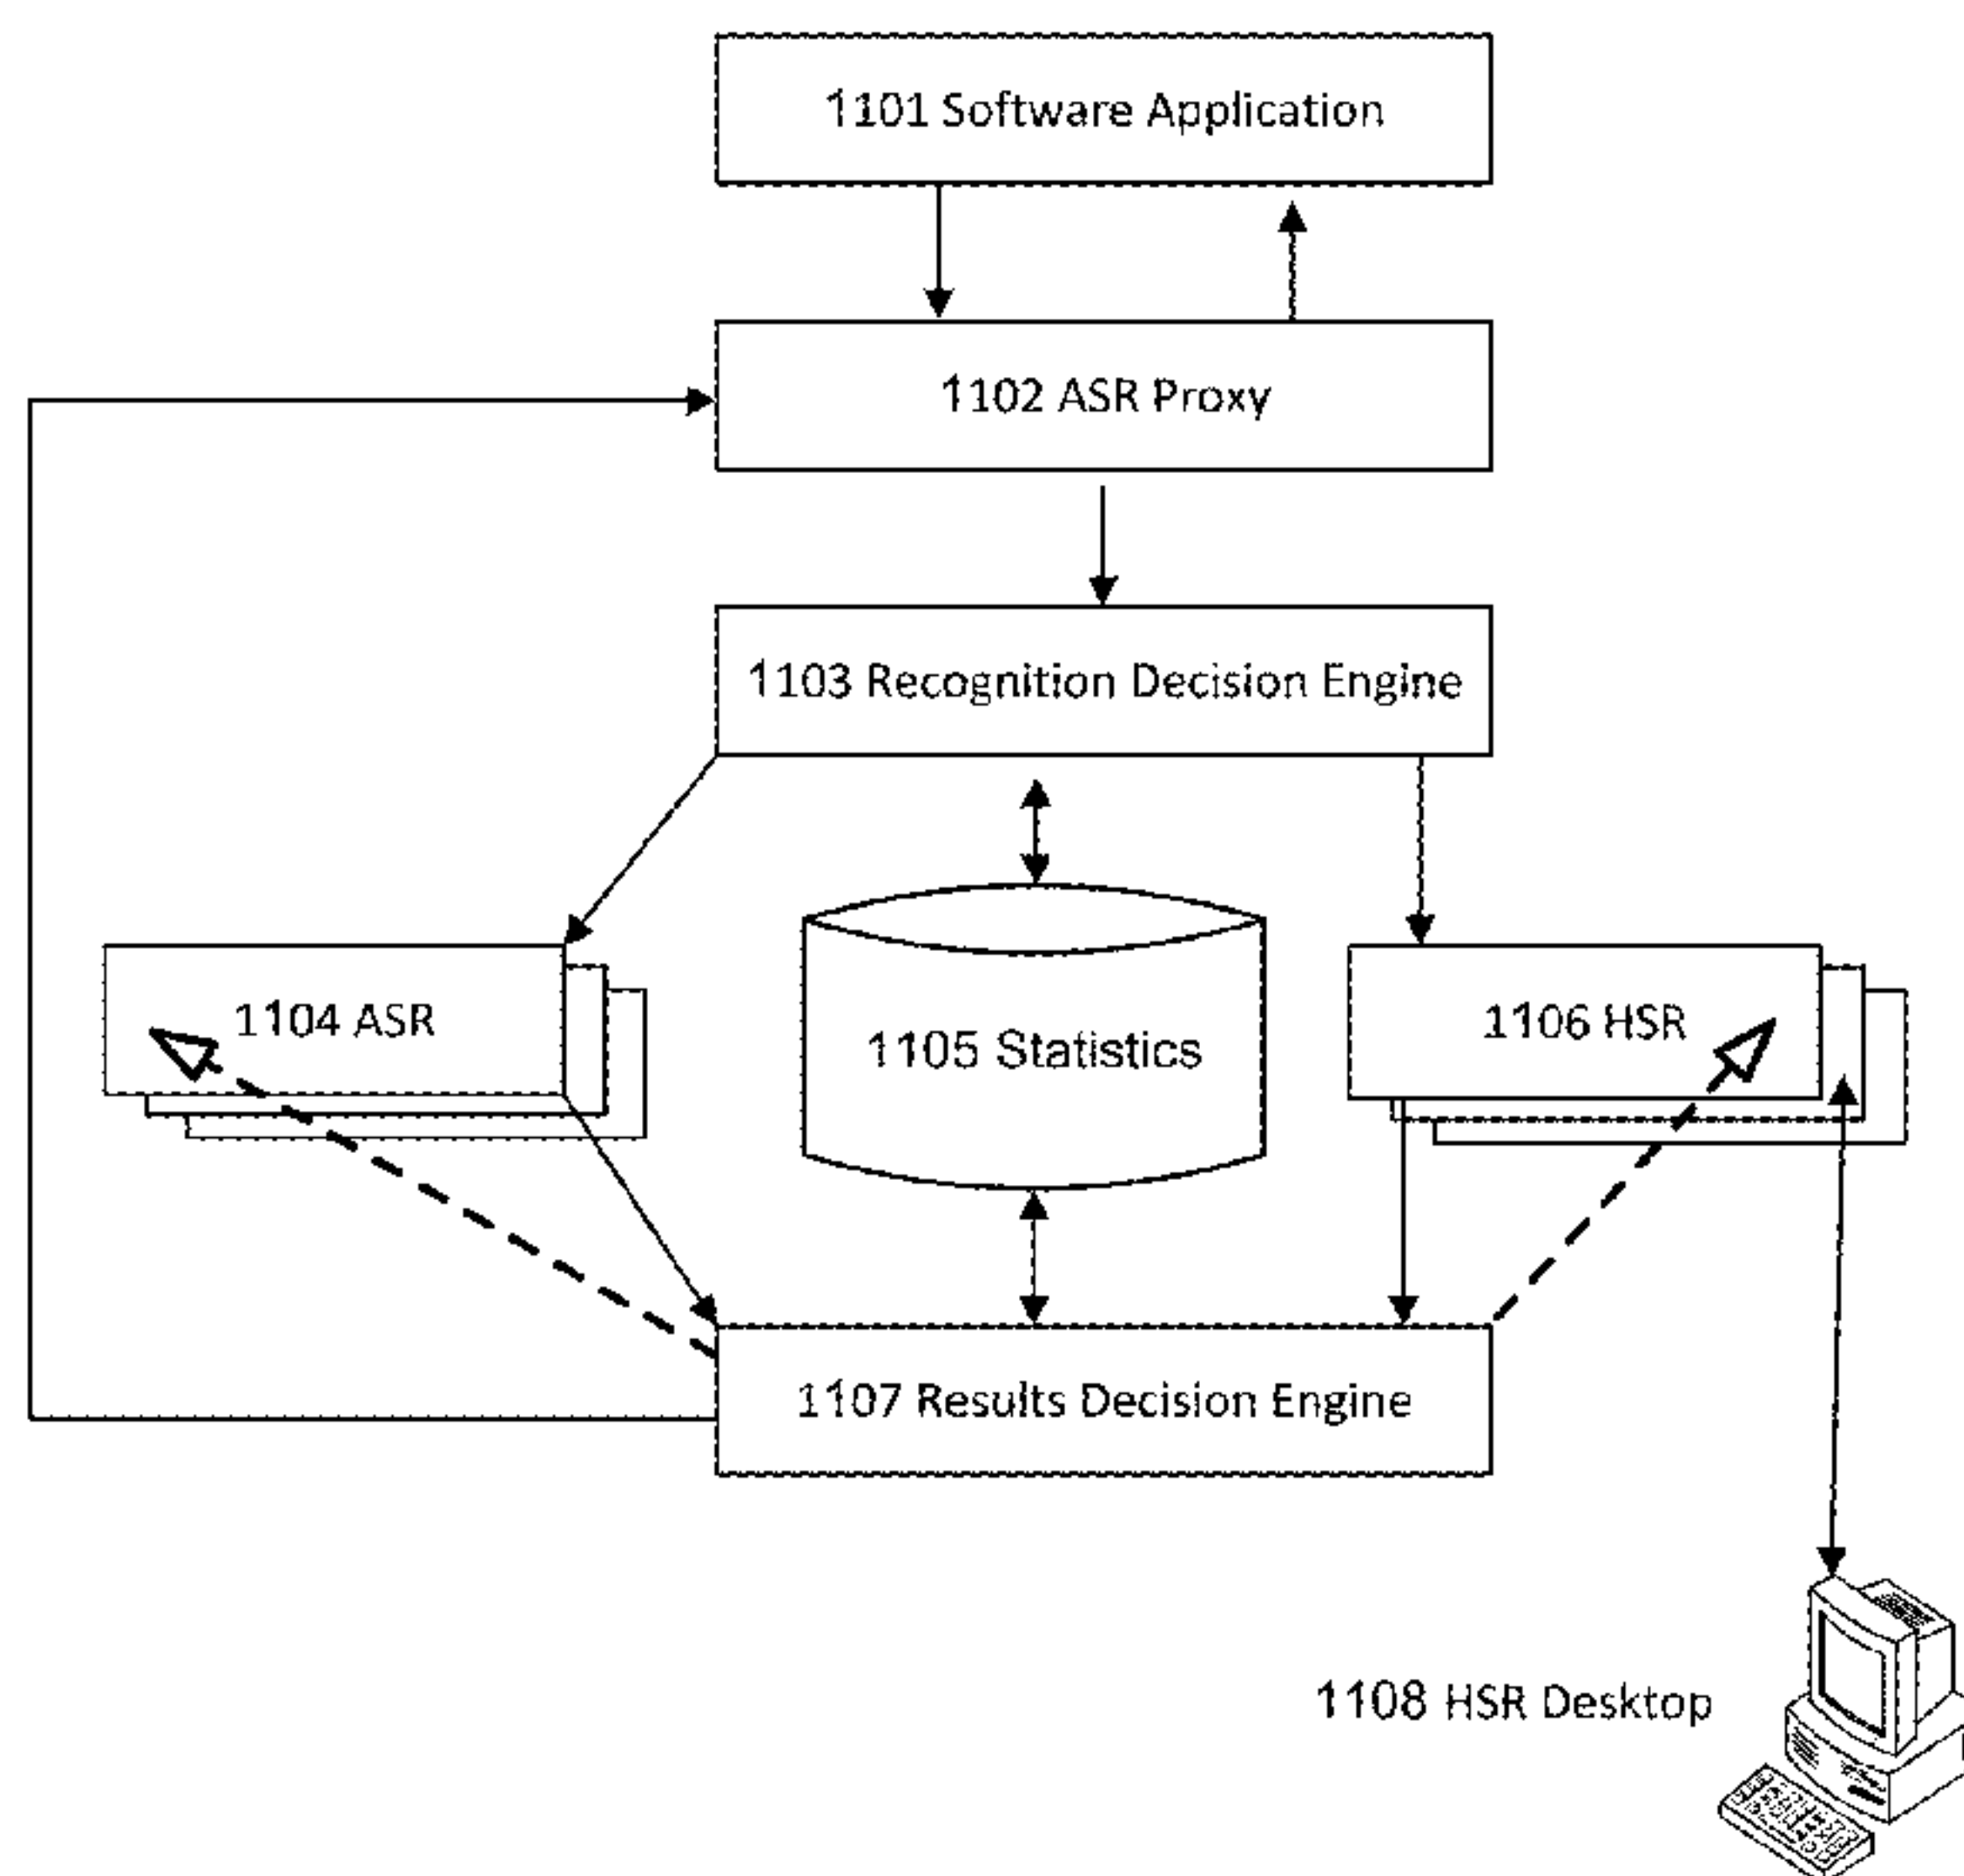 1101 Software Application
1102 ASR Proxy
1103 Recognition Decision Engine
1104 ASR
1105 Statistics
1106 HSR
1107 Results Decision Engine
1108 HSR Desktop